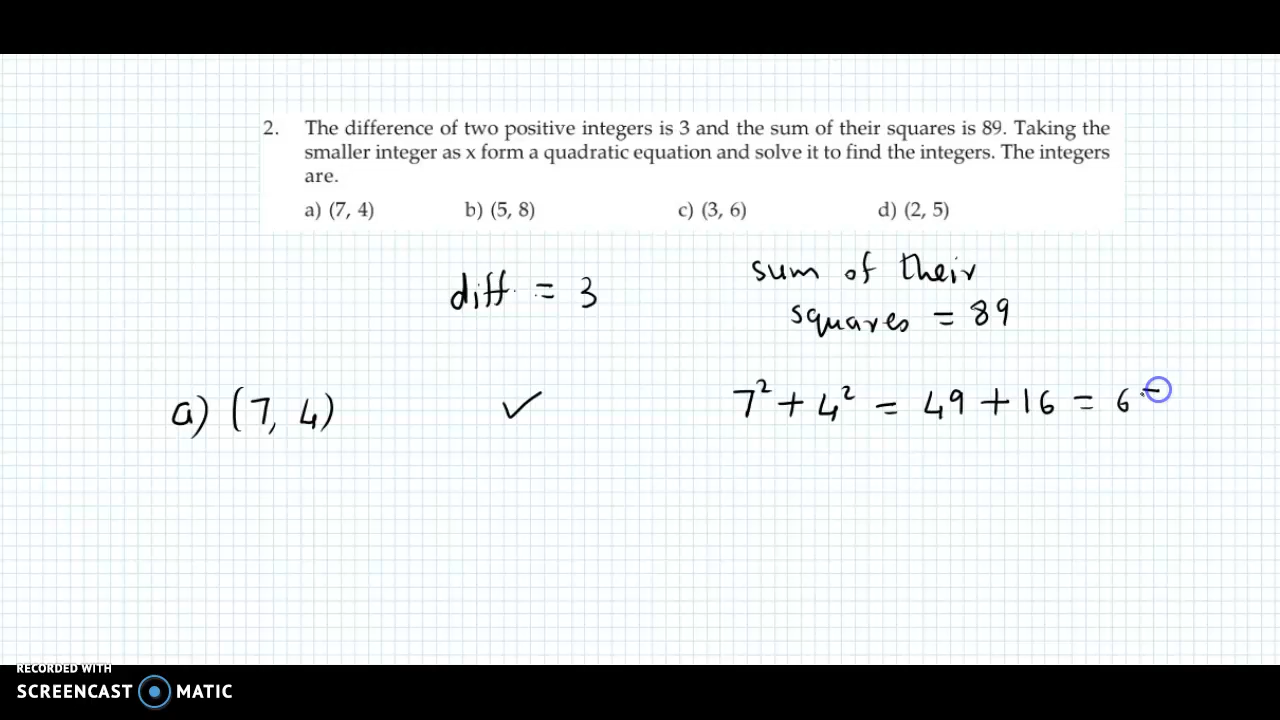 2. The difference of two positive integers is 3 and the sum of their squares is 89. Taking the
smaller integer as x form a quadratic equation and solve it to find the integers. The integers
are.
a) (7, 4) b) (5, 8) c) (3, 6) d) (2, 5)
diff. = 3
sum of their
squares = 89
a) (7, 4) ✓ 7² + 4² = 49 + 16 = 6
RECORDED WITH
SCREENCAST MATIC